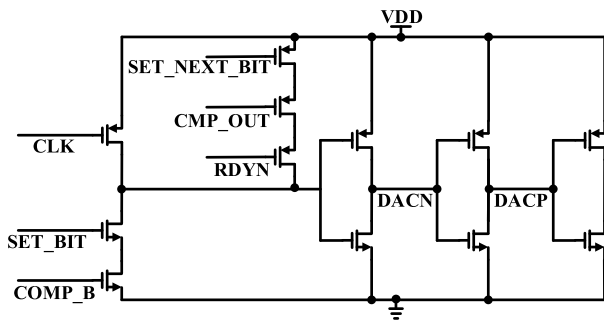 VDD
SET_NEXT_BIT
CMP_OUT
CLK
RDYN
DACN
DACP
SET_BIT
COMP_B